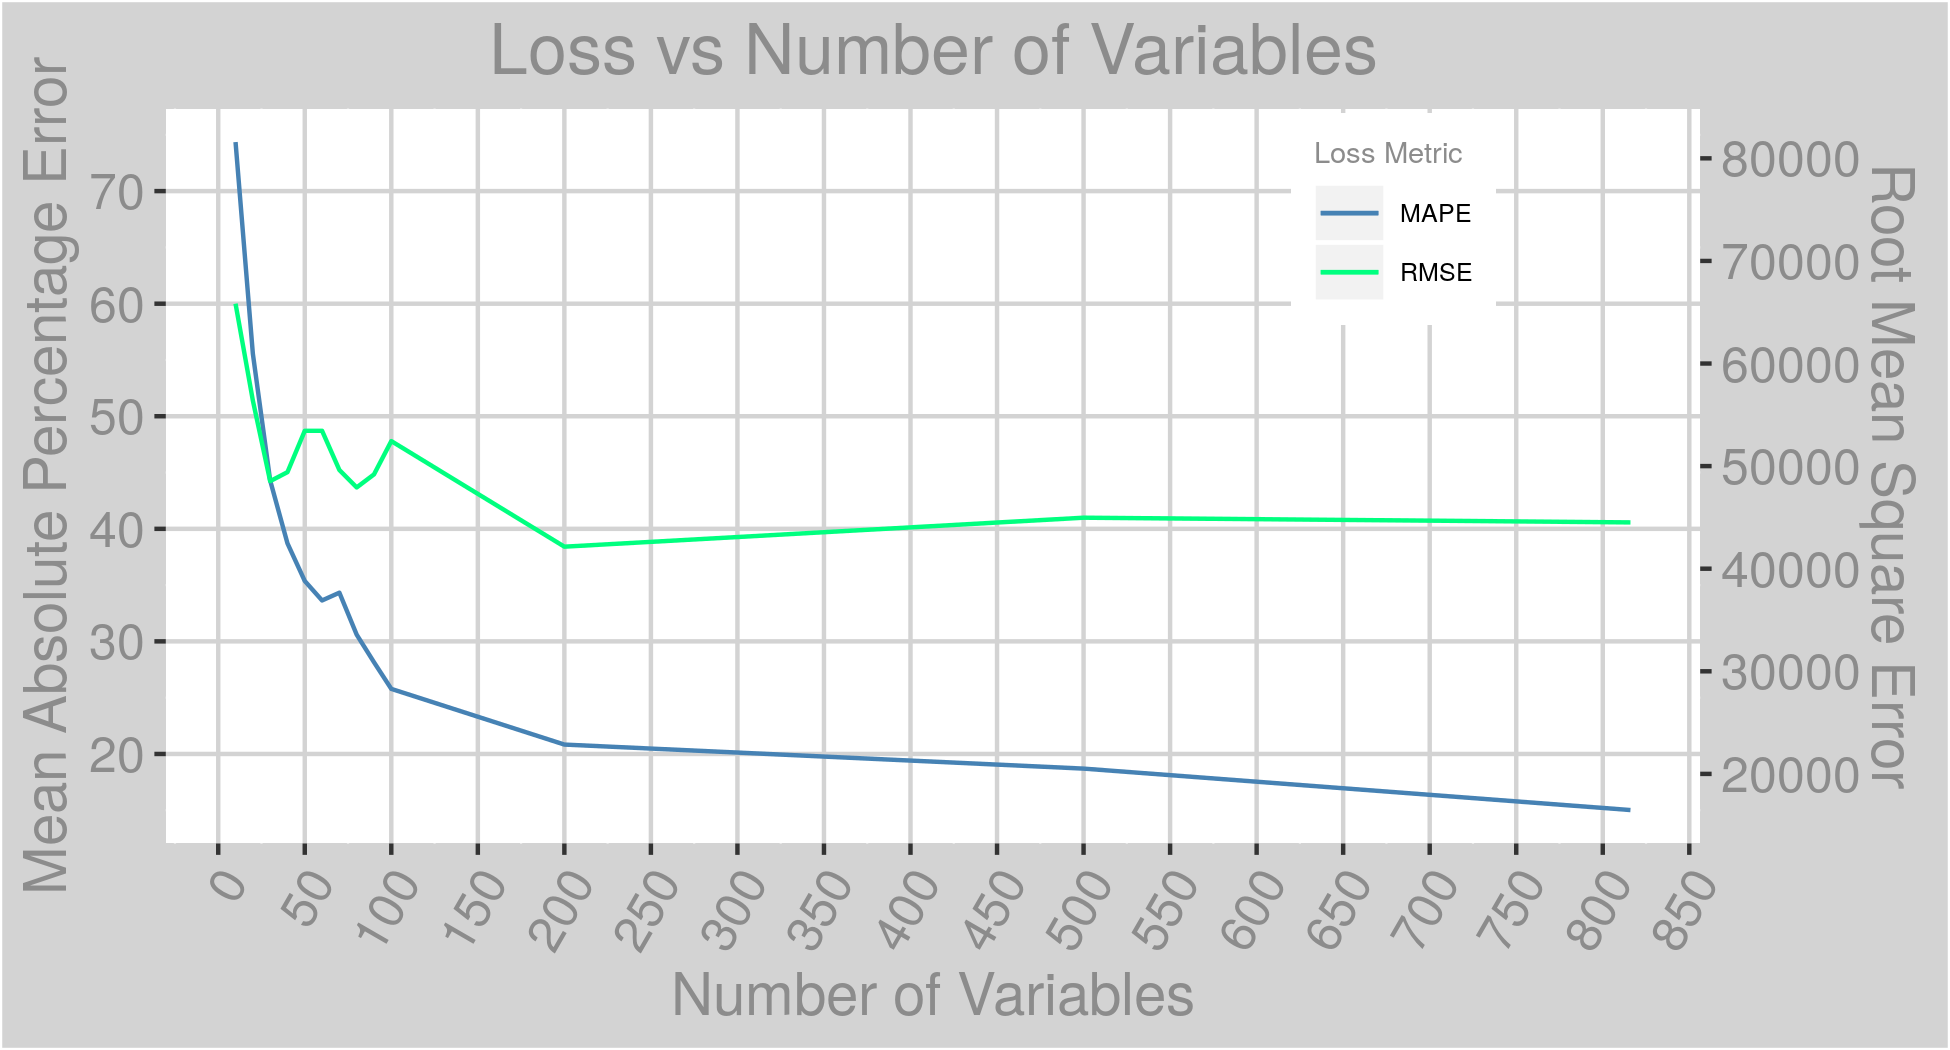 Loss vs Number of Variables
Mean Absolute Percentage Error
70
60
50
40
30
20
Loss Metric
MAPE
RMSE
80000
70000
60000
50000
40000
30000
20000
Root Mean Square Error
0 50 100 150 200 250 300 350 400 450 500 550 600 650 700 750 800 850
Number of Variables